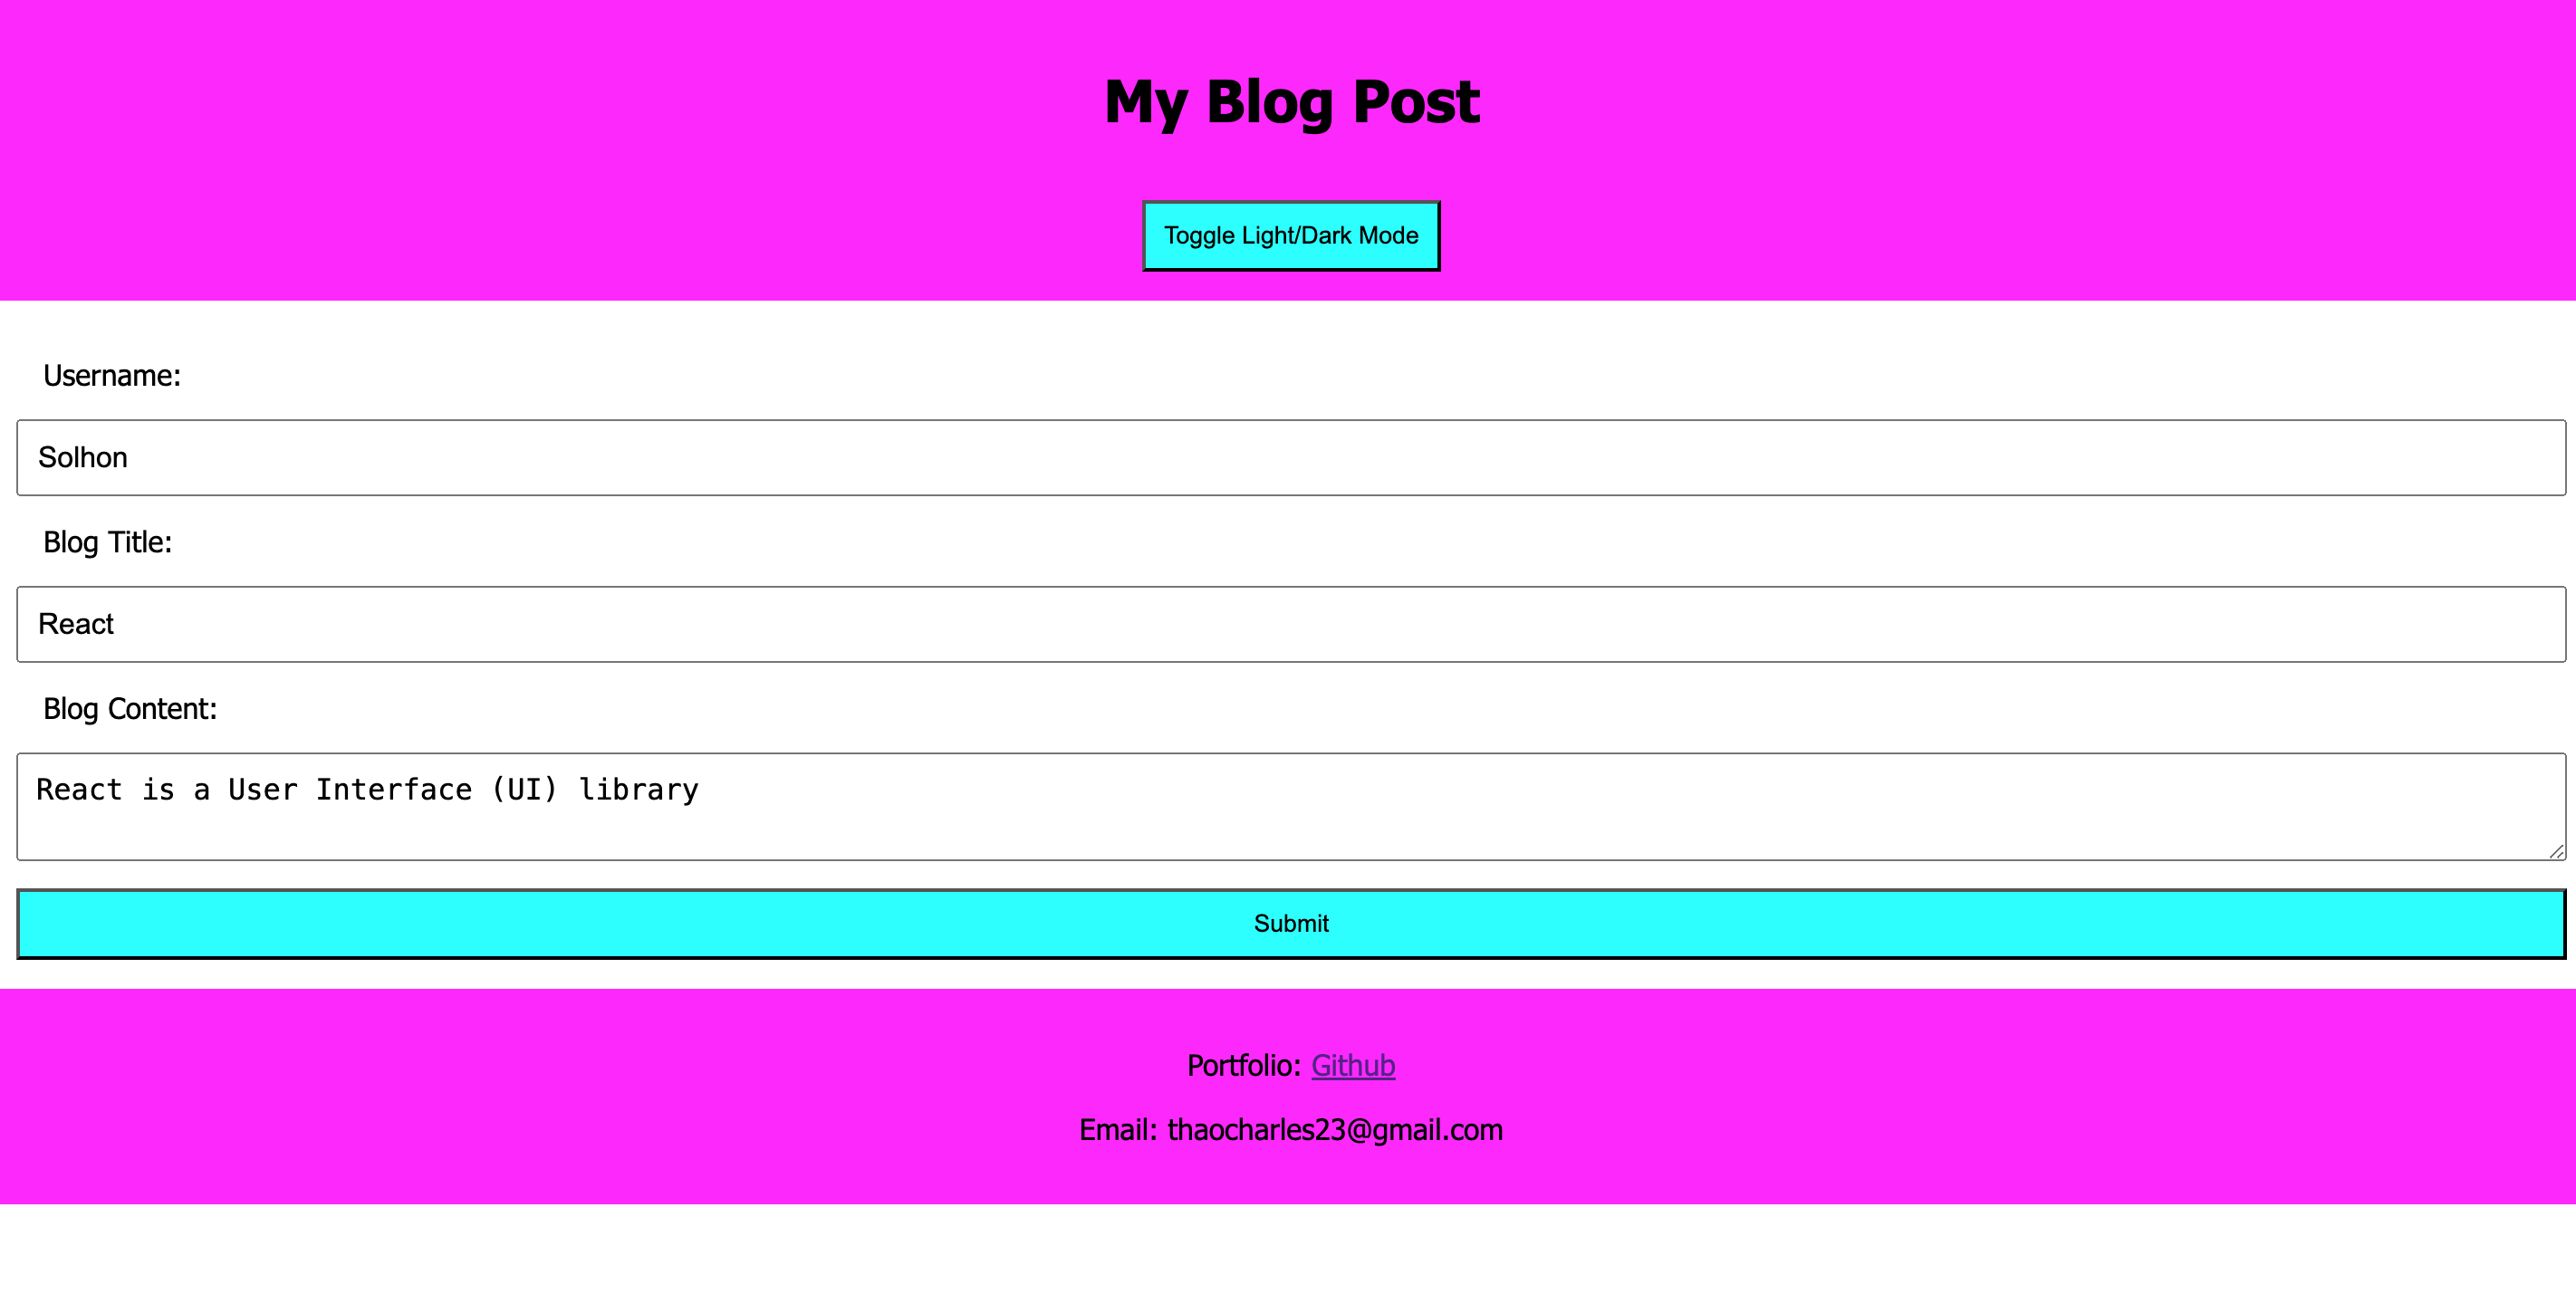 My Blog Post
Toggle Light/Dark Mode
Username:
Solhon
Blog Title:
React
Blog Content:
React is a User Interface (UI) library
Submit
Portfolio: Github
Email: thaocharles23@gmail.com